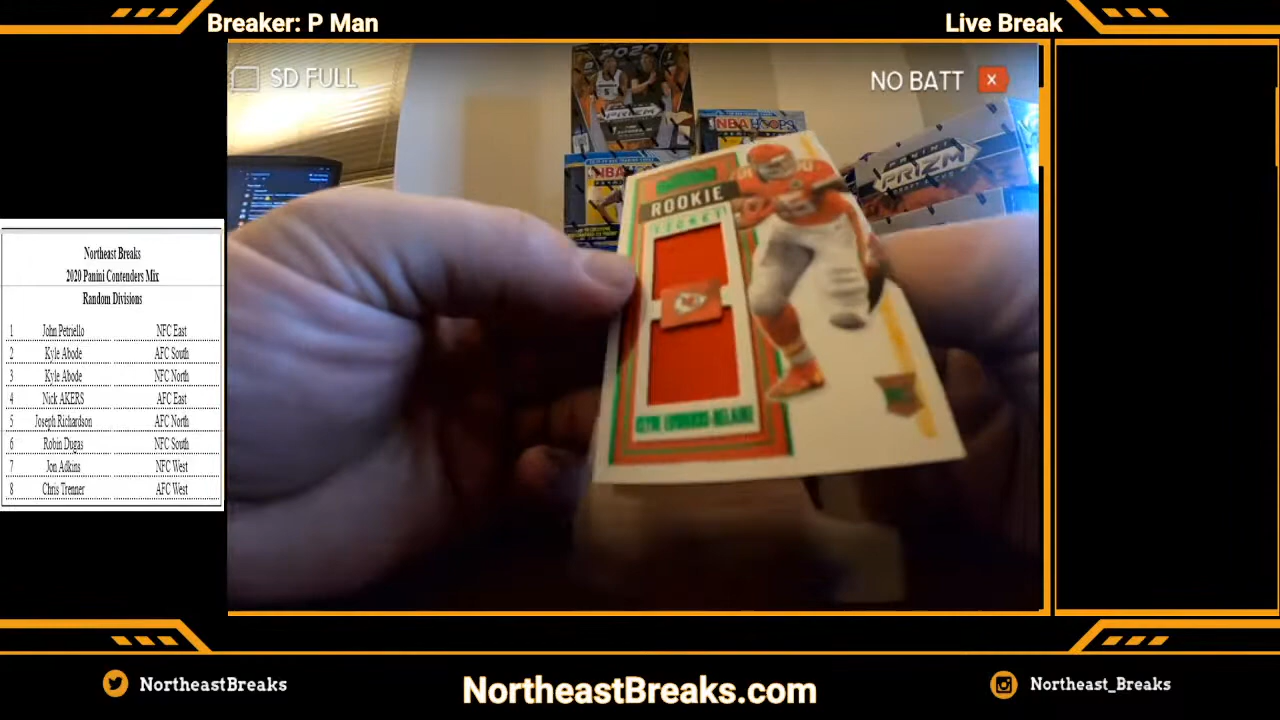 Breaker: P Man
Live Break
SD FULL
NO BATT
2020
PRIZM
NBA HOOPS
PANINI
PRIZM
ROOKIE
TICKET
CLYDE EDWARDS-HELAIRE
Northeast Breaks
2020 Panini Contenders Mix
Random Divisions
1 John Petriello NFC East
2 Kyle Abode AFC South
3 Kyle Abode NFC North
4 Nick AKERS AFC East
5 Joseph Richardson AFC North
6 Robin Dugas NFC South
7 Jon Adkins NFC West
8 Chris Trenner AFC West
NortheastBreaks
NortheastBreaks.com
Northeast_Breaks